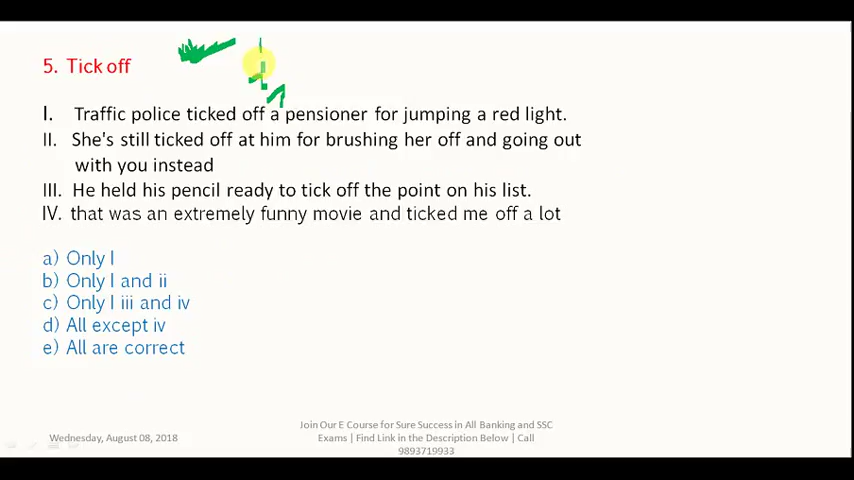 5. Tick off
I. Traffic police ticked off a pensioner for jumping a red light.
II. She's still ticked off at him for brushing her off and going out
with you instead
III. He held his pencil ready to tick off the point on his list.
IV. that was an extremely funny movie and ticked me off a lot
a) Only I
b) Only I and ii
c) Only I iii and iv
d) All except iv
e) All are correct
Wednesday, August 08, 2018
Join Our E Course for Sure Success in All Banking and SSC
Exams | Find Link in the Description Below | Call
9893719933